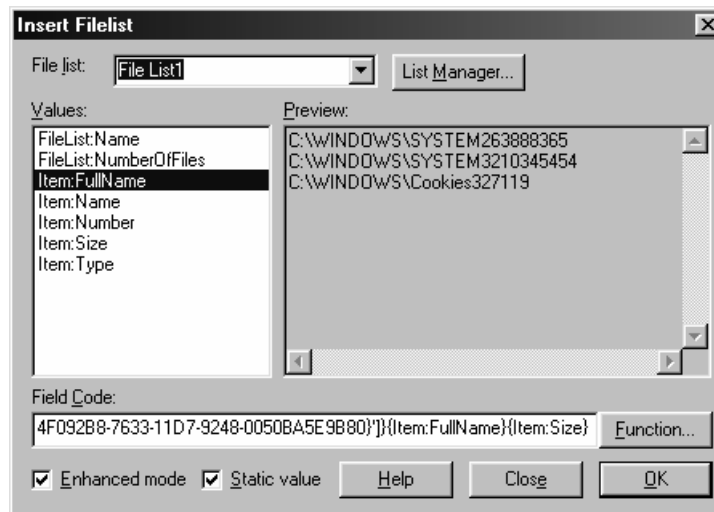 Insert Filelist
File list: File List1 List Manager...
Values: Preview:
FileList:Name
FileList:NumberOfFiles
Item:FullName
Item:Name
Item:Number
Item:Size
Item:Type
C:\WINDOWS\SYSTEM263888365
C:\WINDOWS\SYSTEM3210345454
C:\WINDOWS\Cookies327119
Field Code:
4F092B8-7633-11D7-9248-0050BA5E9B80}']}{Item:FullName}{Item:Size} Function...
Enhanced mode Static value Help Close OK